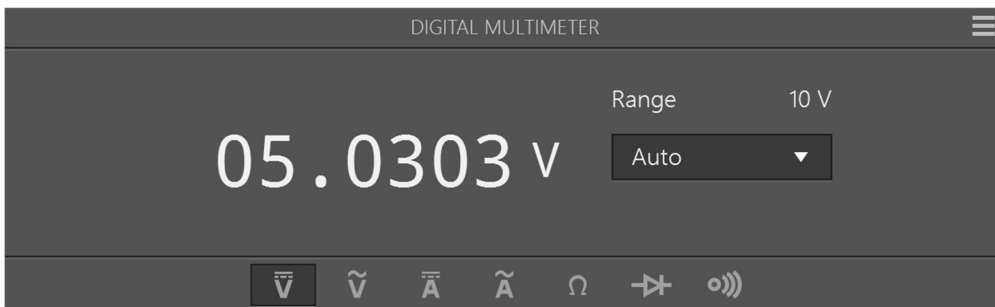 DIGITAL MULTIMETER
Range 10 V
05.0303 V
Auto
V V A A Ω